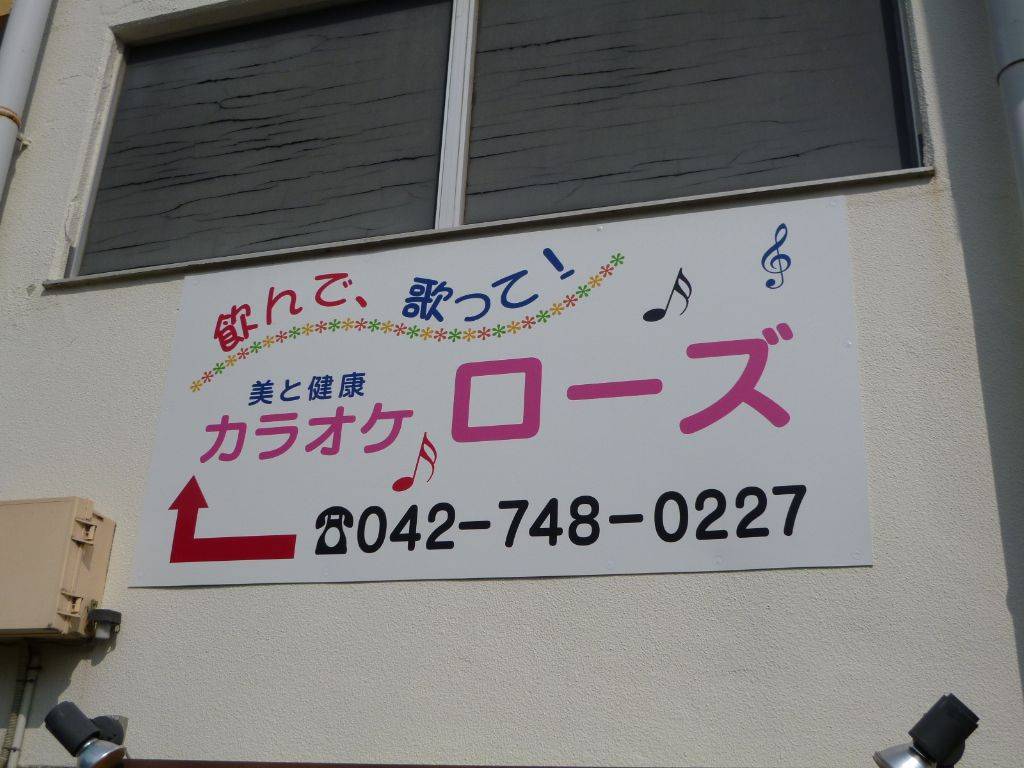 飲んで、歌って!
美と健康
カラオケ ローズ
☎042-748-0227